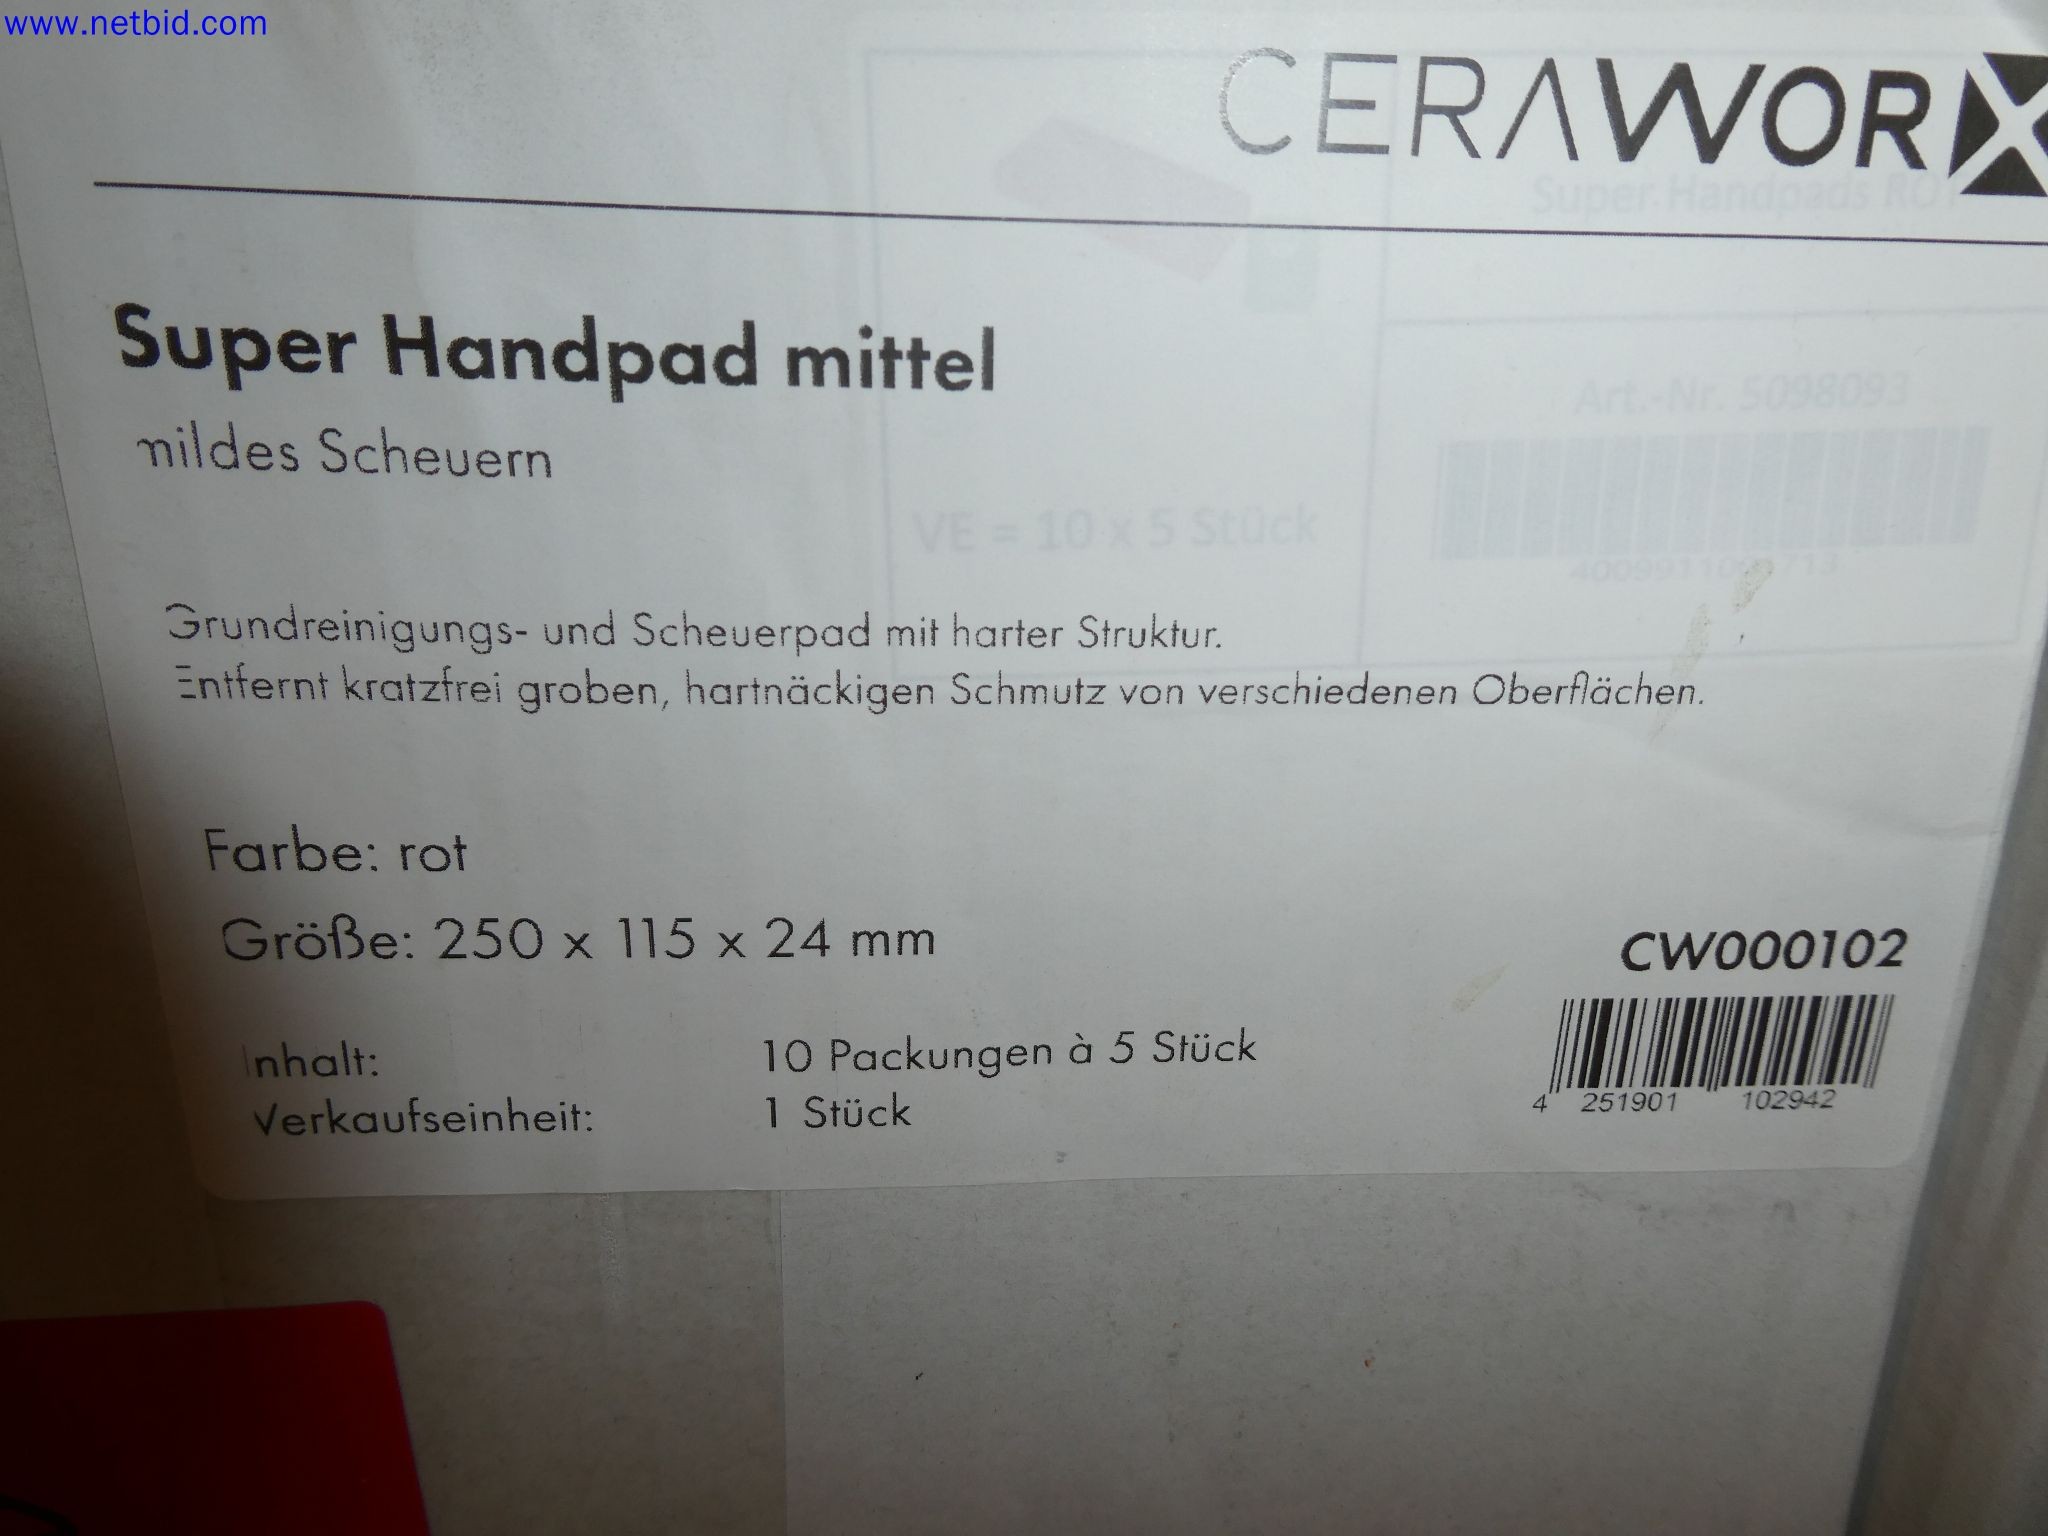 www.netbid.com
CERAWORX
Super Handpads ROT
Super Handpad mittel
mildes Scheuern
Art.-Nr. 5098093
VE = 10 x 5 Stück
Grundreinigungs- und Scheuerpad mit harter Struktur.
Entfernt kratzfrei groben, hartnäckigen Schmutz von verschiedenen Oberflächen.
Farbe: rot
Größe: 250 x 115 x 24 mm
CW000102
Inhalt: 10 Packungen à 5 Stück
Verkaufseinheit: 1 Stück
4 251901 102942